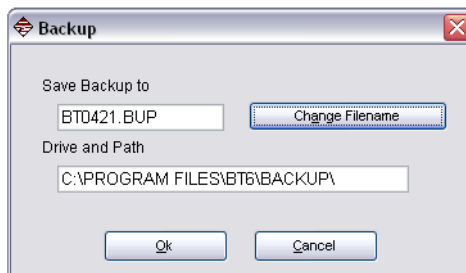 Backup
Save Backup to
BT0421.BUP Change Filename
Drive and Path
C:\PROGRAM FILES\BT6\BACKUP\
Ok Cancel